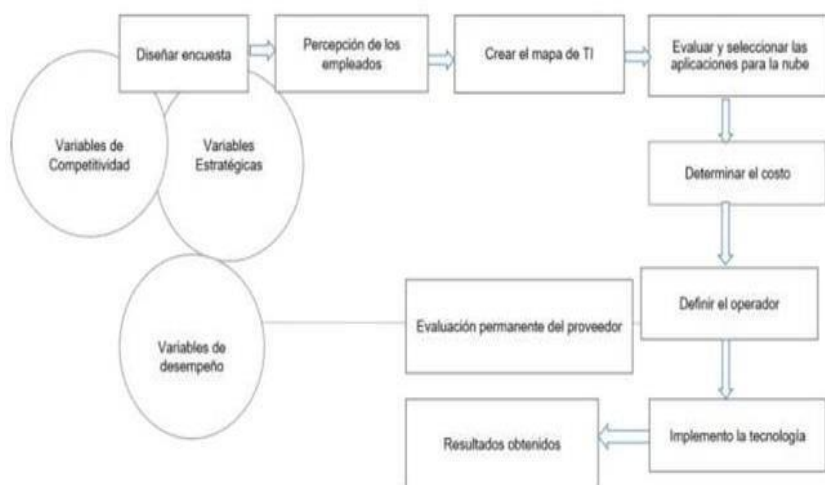 Diseñar encuesta
Percepción de los
empleados
Crear el mapa de TI
Evaluar y seleccionar las
aplicaciones para la nube
Variables de
Competitividad
Variables
Estratégicas
Determinar el costo
Definir el operador
Evaluación permanente del proveedor
Variables de
desempeño
Implemento la tecnología
Resultados obtenidos